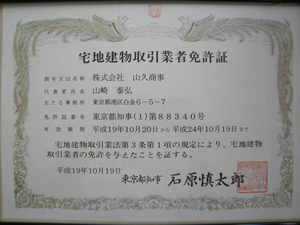 宅地建物取引業者免許証
商号又は名称 株式会社 山久商事
代表者氏名 山崎 泰弘
主たる事務所 東京都港区白金6-5-7
免許証番号 東京都知事(1)第88340号
有効期間 平成19年10月20日から 平成24年10月19日まで
宅地建物取引業法第3条第1項の規定により、宅地建物
取引業者の免許を与えたことを証する。
平成19年10月19日
東京都知事 石原慎太郎